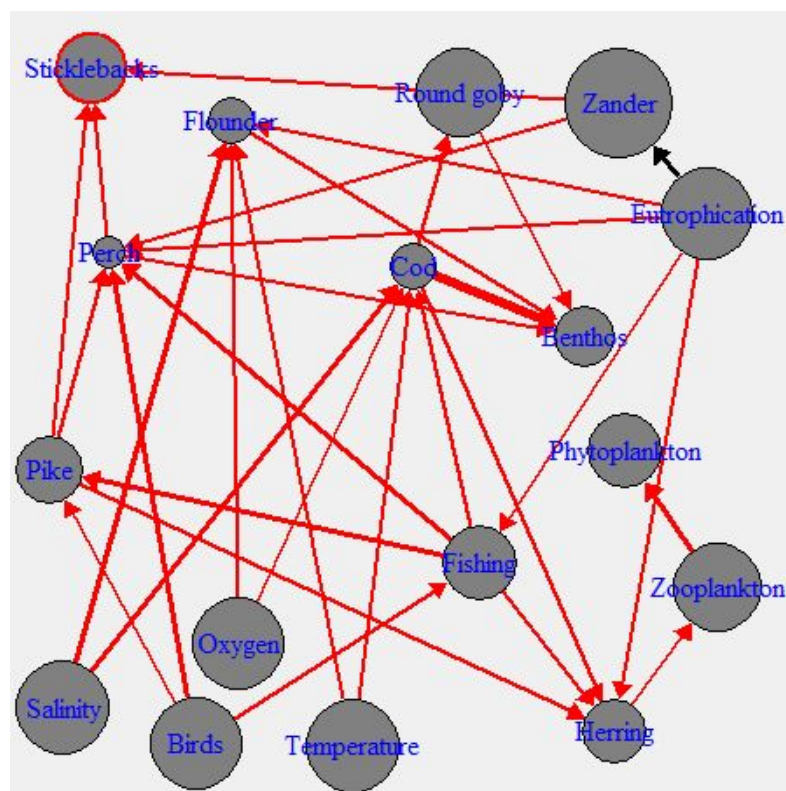 Sticklebacks
Round goby
Zander
Flounder
Eutrophication
Perch
Cod
Benthos
Phytoplankton
Pike
Fishing
Zooplankton
Oxygen
Salinity
Birds
Temperature
Herring